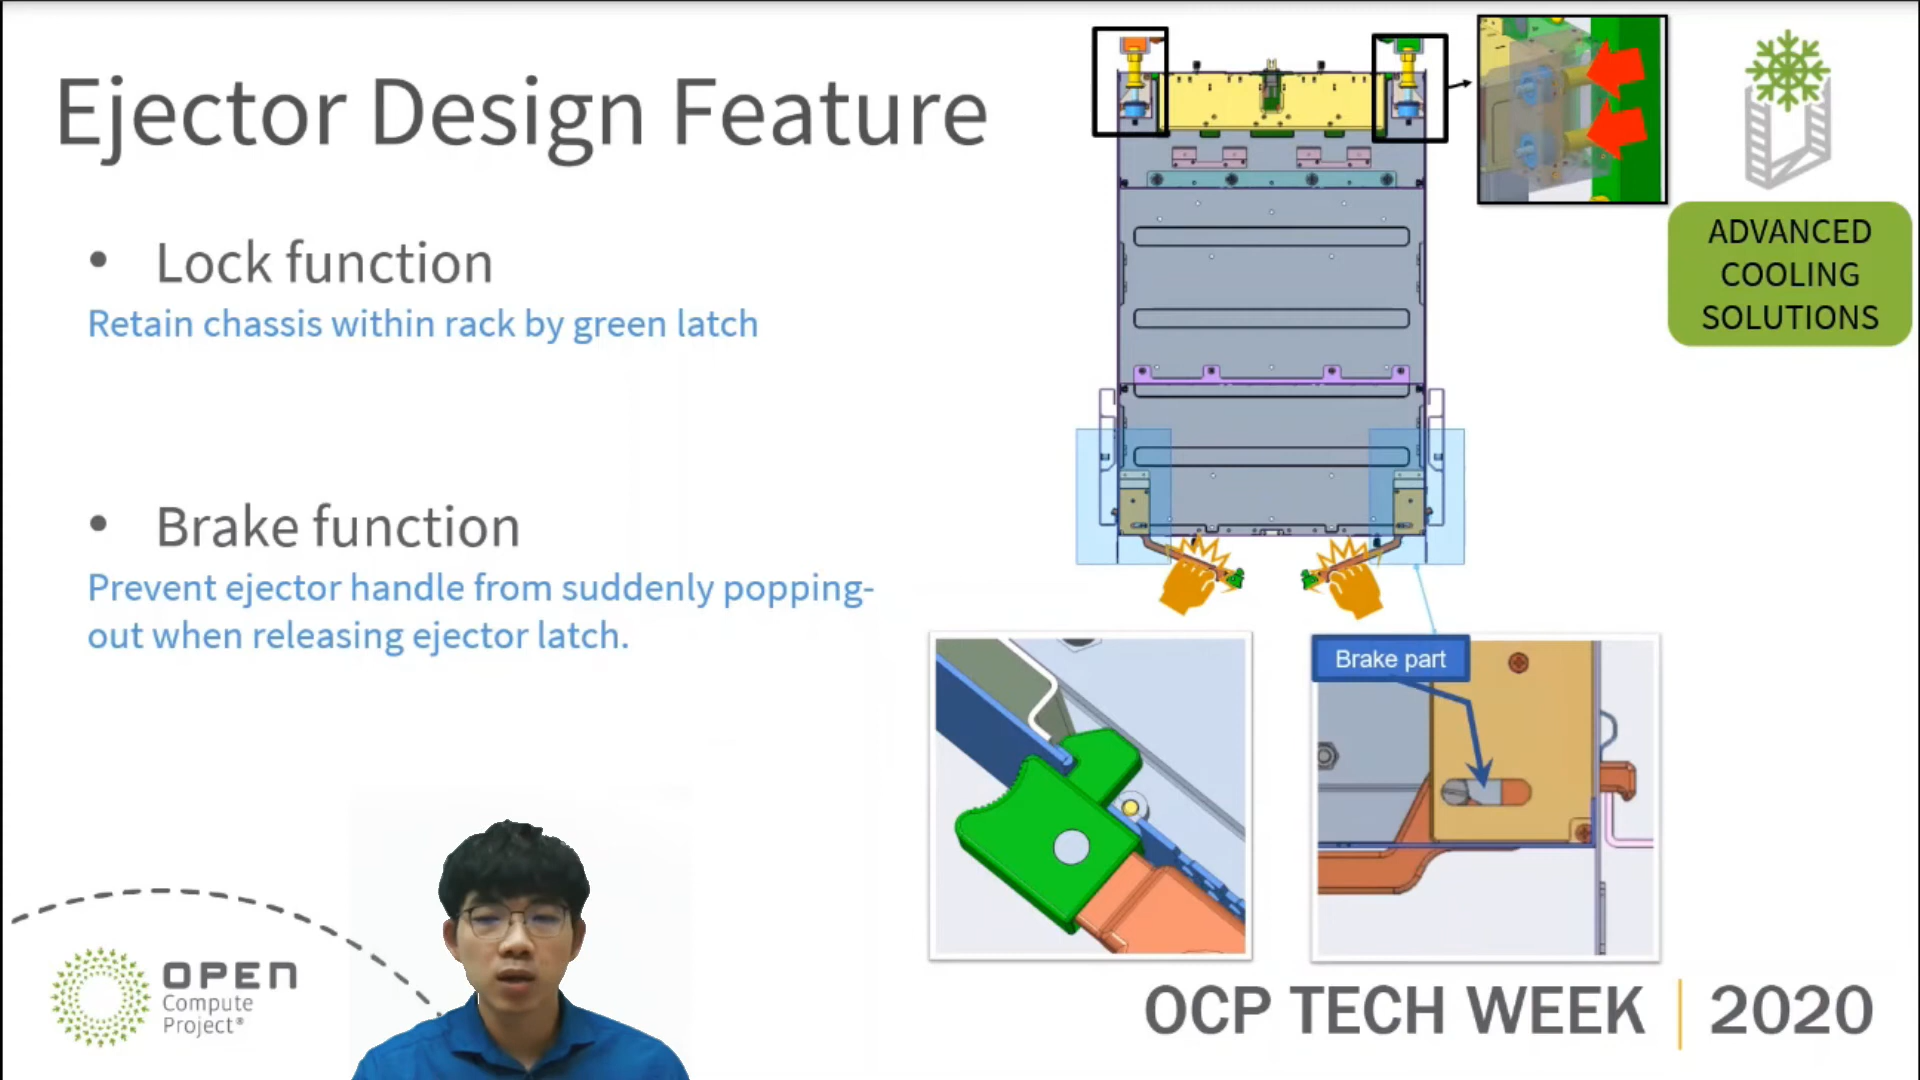 Ejector Design Feature
• Lock function
Retain chassis within rack by green latch
• Brake function
Prevent ejector handle from suddenly popping-
out when releasing ejector latch.
ADVANCED
COOLING
SOLUTIONS
Brake part
OPEN
Compute
Project®
OCP TECH WEEK | 2020